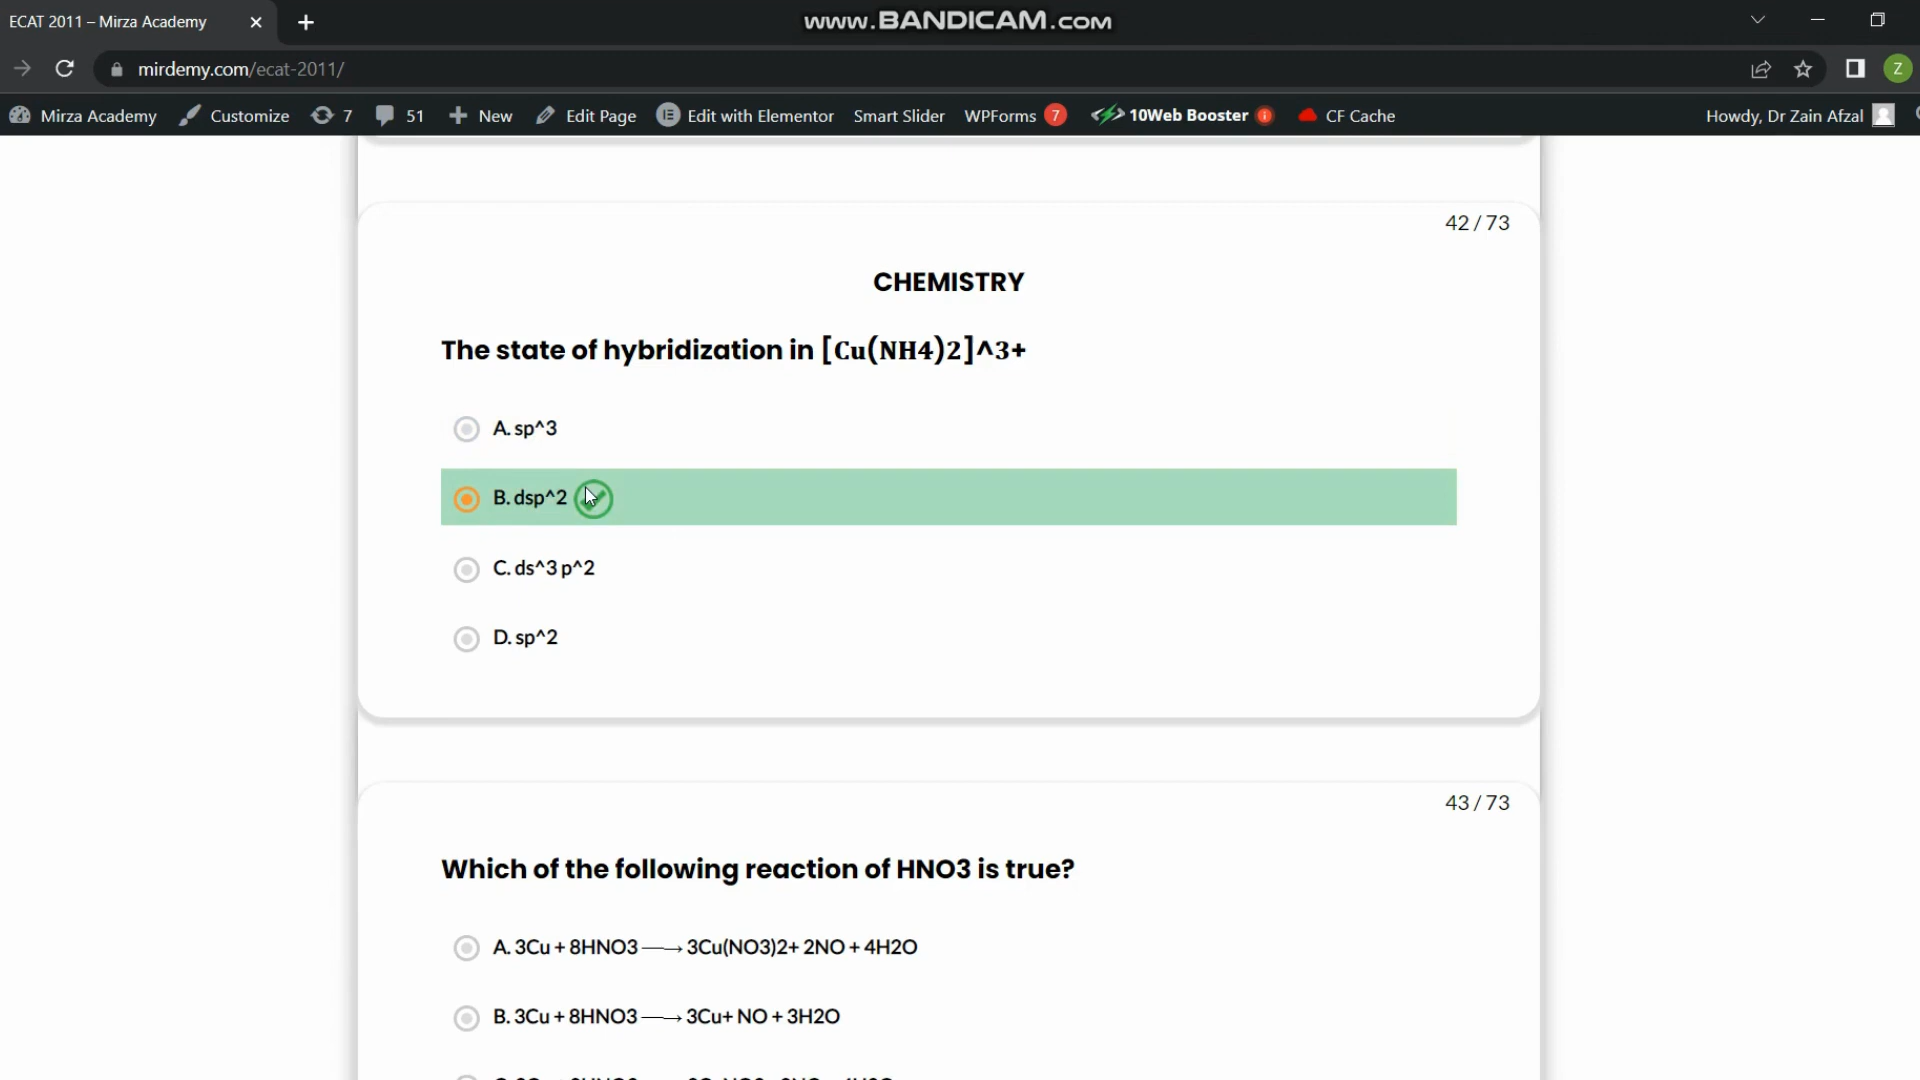 ECAT 2011 – Mirza Academy
www.BANDICAM.com
mirdemy.com/ecat-2011/
Z
Mirza Academy
Customize
7
51
New
Edit Page
Edit with Elementor
Smart Slider
WPForms 7
10Web Booster
CF Cache
Howdy, Dr Zain Afzal
42 / 73
CHEMISTRY
The state of hybridization in [Cu(NH4)2]^3+
A. sp^3
B. dsp^2
C. ds^3 p^2
D. sp^2
43 / 73
Which of the following reaction of HNO3 is true?
A. 3Cu + 8HNO3 ⟶ 3Cu(NO3)2+ 2NO + 4H2O
B. 3Cu + 8HNO3 ⟶ 3Cu+ NO + 3H2O